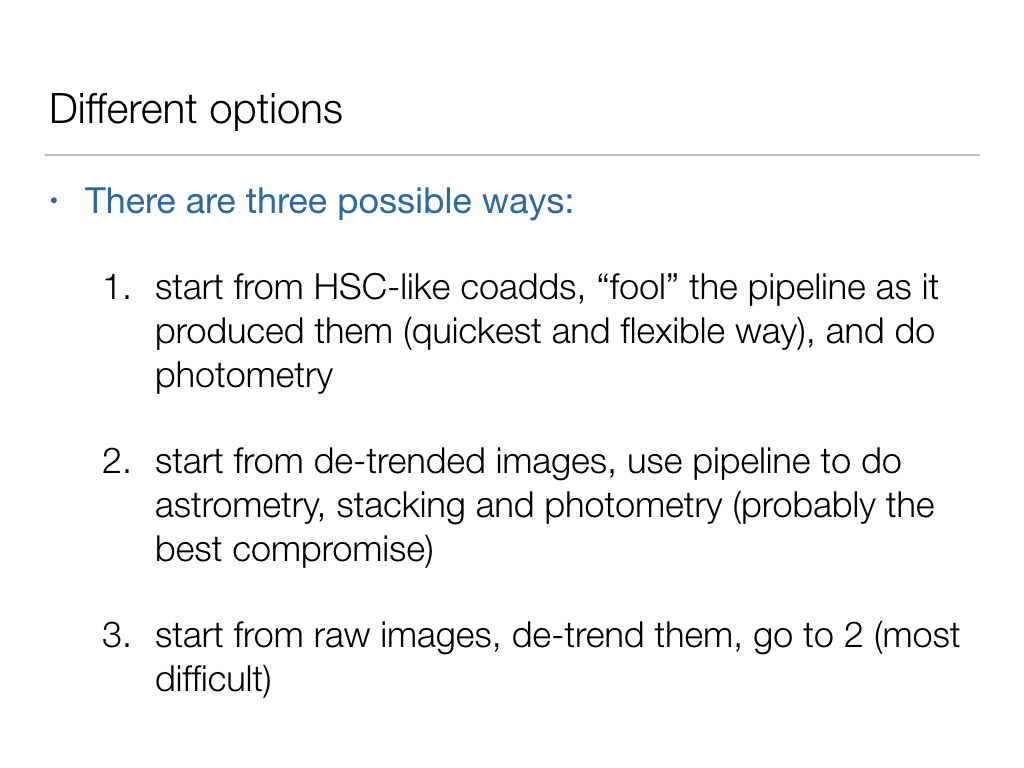 Different options
• There are three possible ways:
1. start from HSC-like coadds, “fool” the pipeline as it
produced them (quickest and flexible way), and do
photometry
2. start from de-trended images, use pipeline to do
astrometry, stacking and photometry (probably the
best compromise)
3. start from raw images, de-trend them, go to 2 (most
difficult)